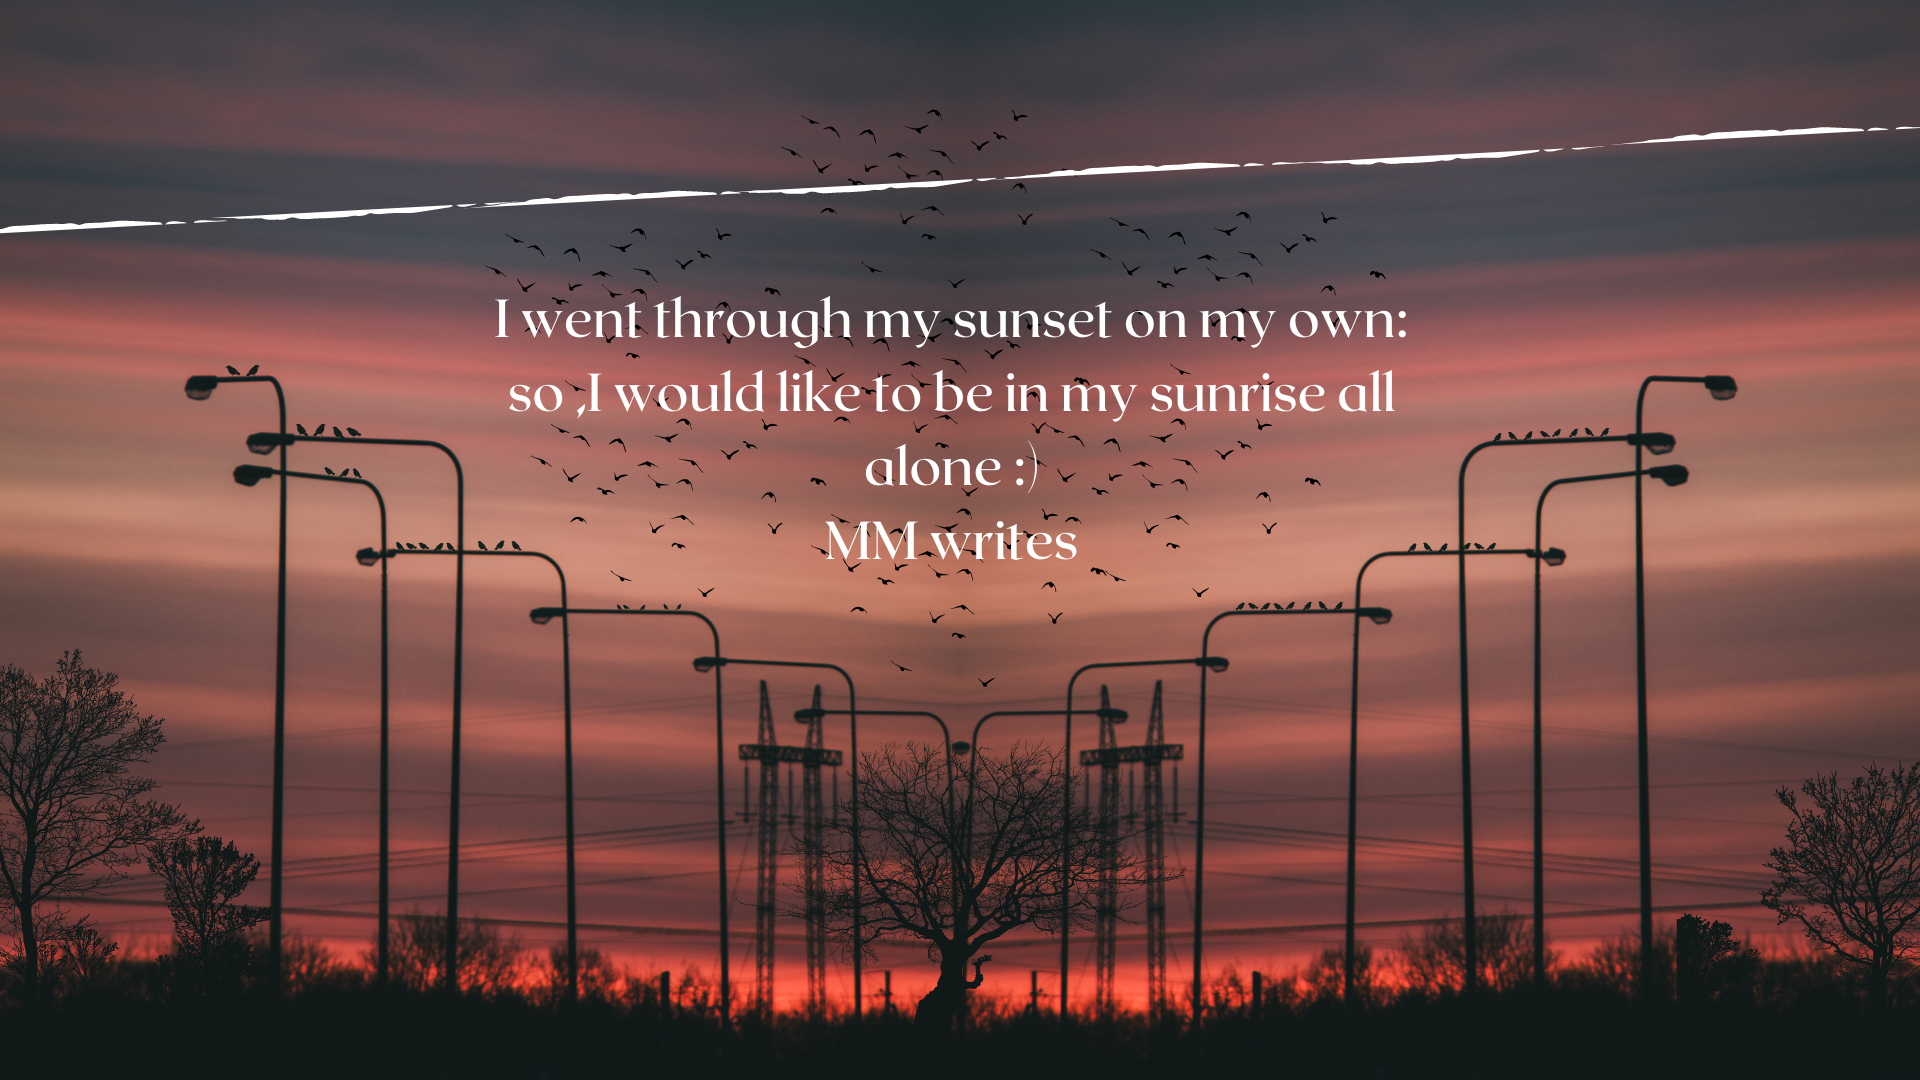 I went through my sunset on my own:
so ,I would like to be in my sunrise all
alone :)
MM writes